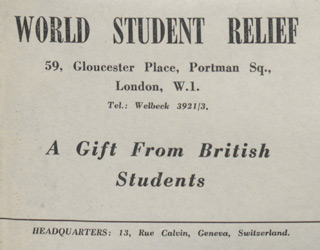 WORLD STUDENT RELIEF
59, Gloucester Place, Portman Sq.,
London, W.1.
Tel.: Welbeck 3921/3.
A Gift From British
Students
HEADQUARTERS: 13, Rue Calvin, Geneva, Switzerland.